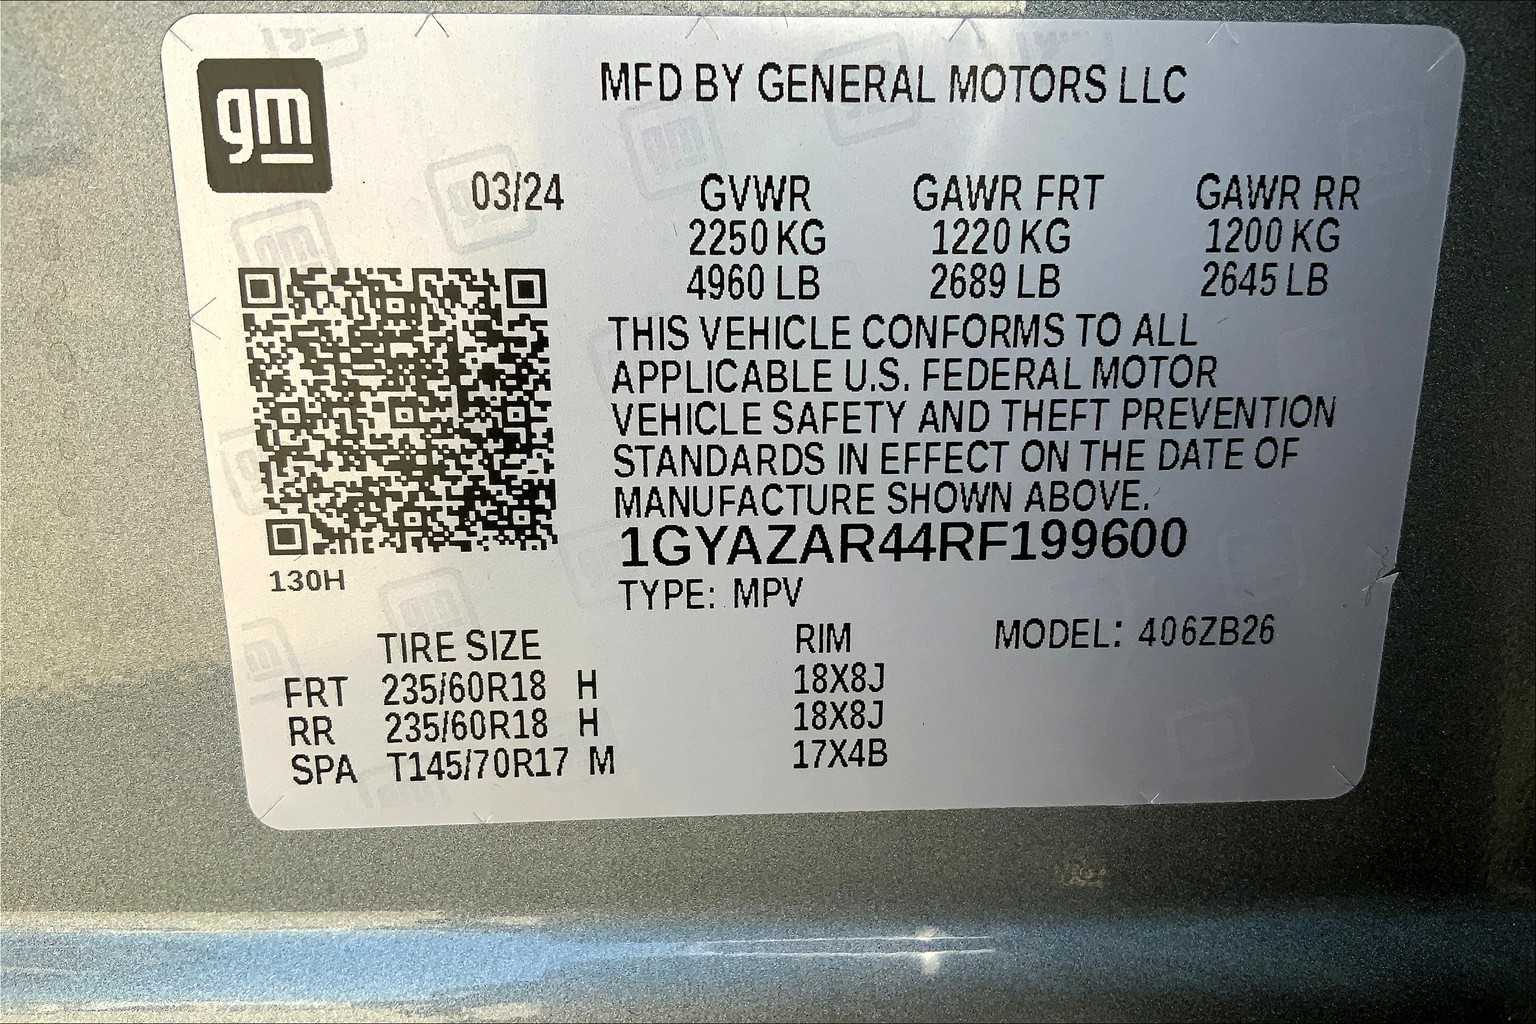 gm
MFD BY GENERAL MOTORS LLC
03/24 GVWR GAWR FRT GAWR RR
2250 KG 1220 KG 1200 KG
4960 LB 2689 LB 2645 LB
THIS VEHICLE CONFORMS TO ALL
APPLICABLE U.S. FEDERAL MOTOR
VEHICLE SAFETY AND THEFT PREVENTION
STANDARDS IN EFFECT ON THE DATE OF
MANUFACTURE SHOWN ABOVE.
1GYAZAR44RF199600
130H
TYPE: MPV
TIRE SIZE RIM MODEL: 406ZB26
FRT 235/60R18 H 18X8J
RR 235/60R18 H 18X8J
SPA T145/70R17 M 17X4B